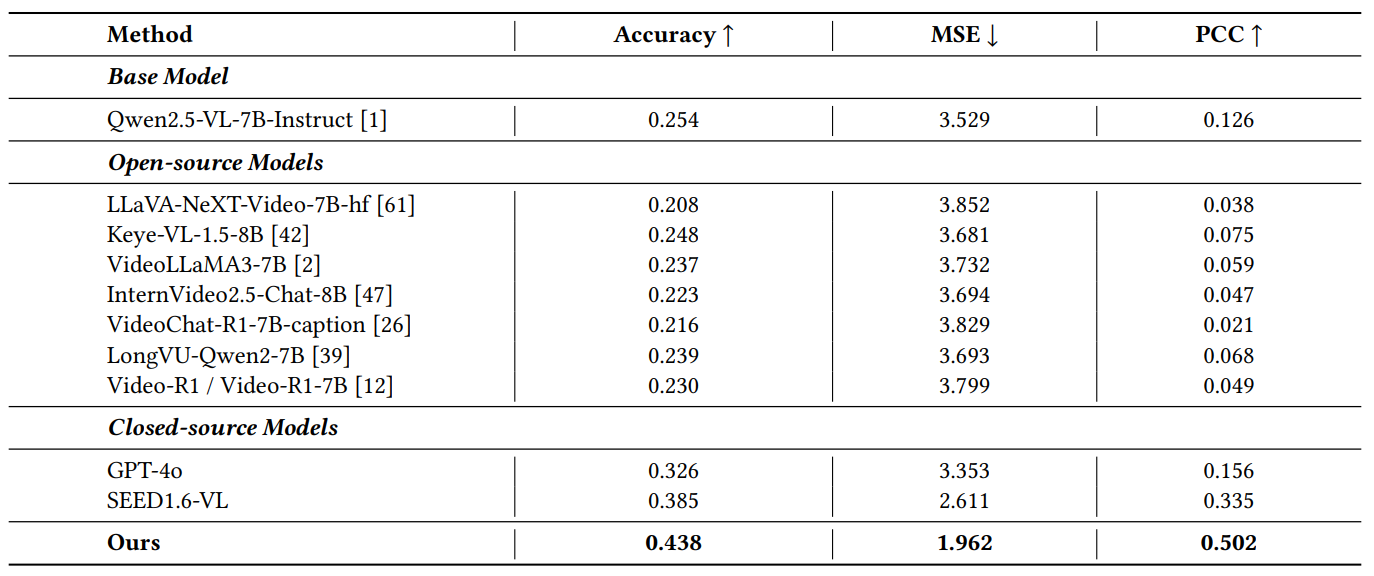 Method Accuracy ↑ MSE ↓ PCC ↑
Base Model
Qwen2.5-VL-7B-Instruct [1] 0.254 3.529 0.126
Open-source Models
LLaVA-NeXT-Video-7B-hf [61] 0.208 3.852 0.038
Keye-VL-1.5-8B [42] 0.248 3.681 0.075
VideoLLaMA3-7B [2] 0.237 3.732 0.059
InternVideo2.5-Chat-8B [47] 0.223 3.694 0.047
VideoChat-R1-7B-caption [26] 0.216 3.829 0.021
LongVU-Qwen2-7B [39] 0.239 3.693 0.068
Video-R1 / Video-R1-7B [12] 0.230 3.799 0.049
Closed-source Models
GPT-4o 0.326 3.353 0.156
SEED1.6-VL 0.385 2.611 0.335
Ours 0.438 1.962 0.502